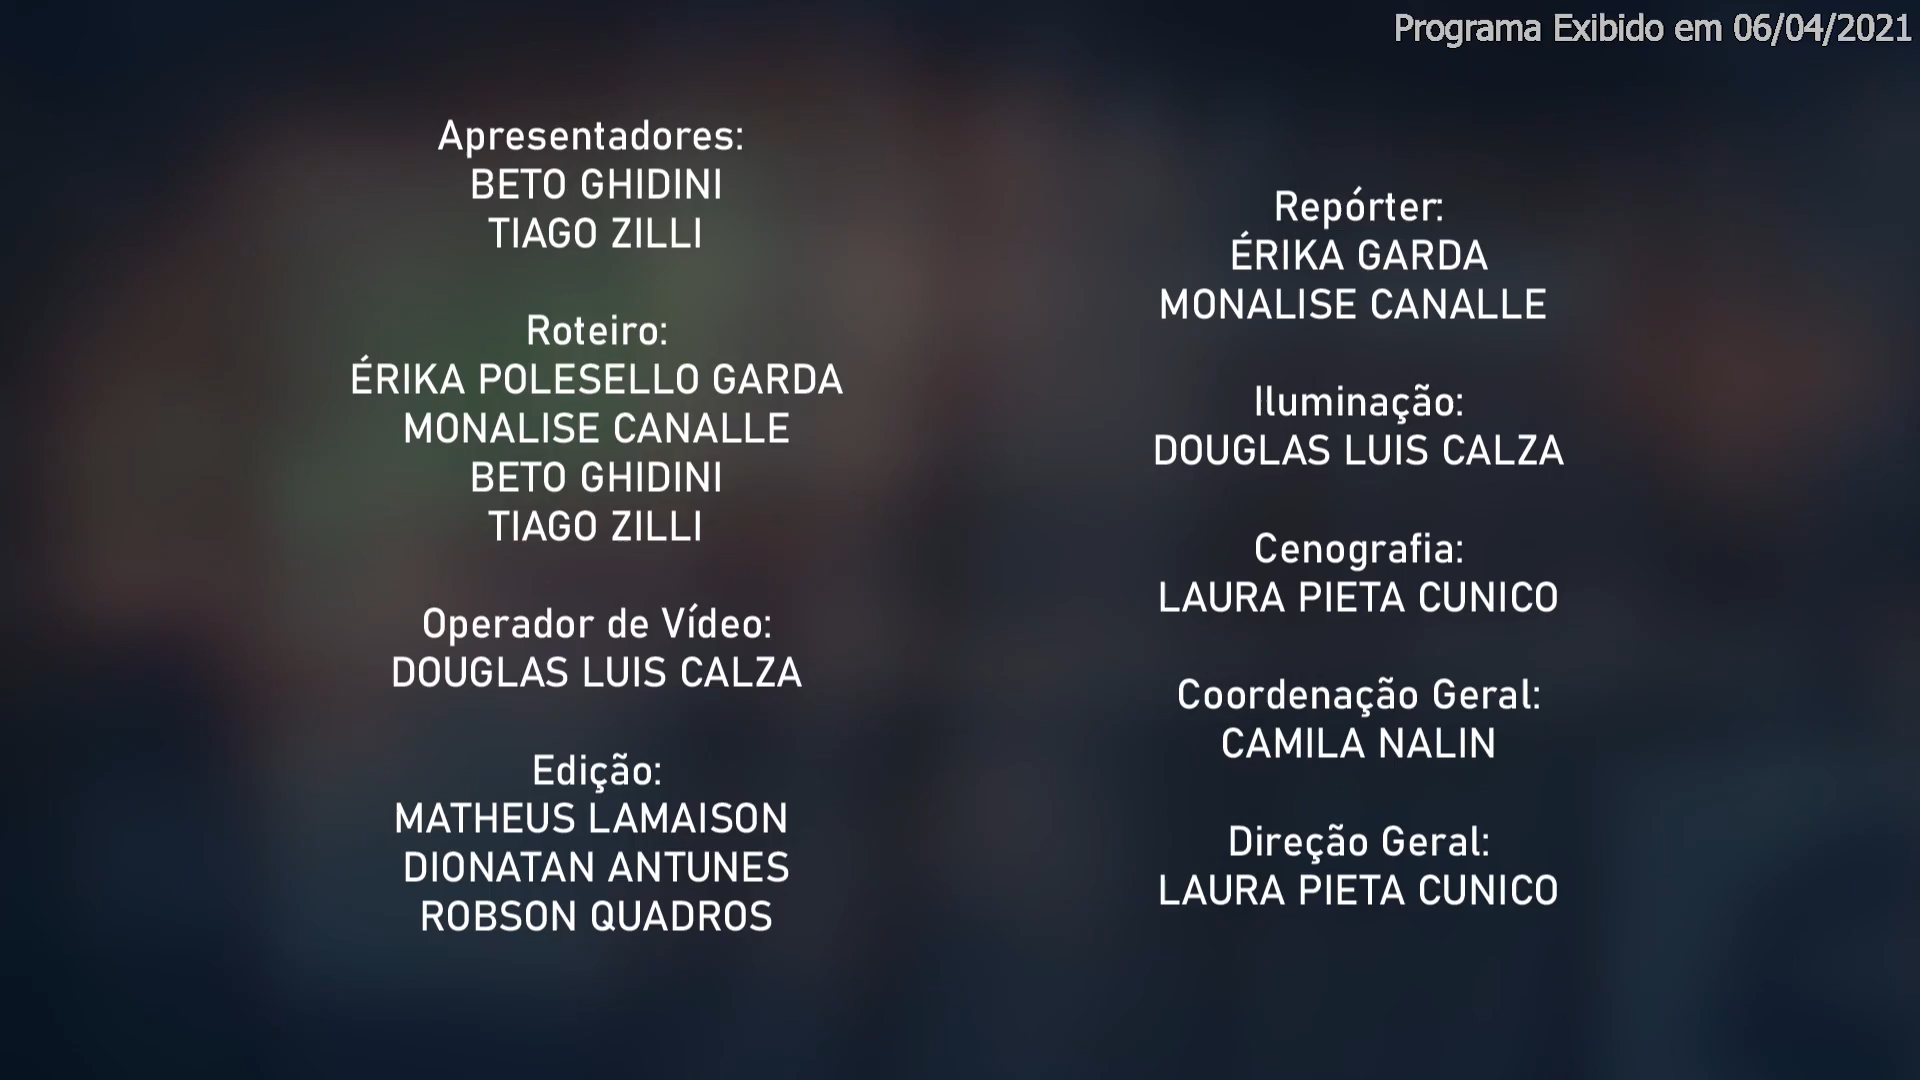 Programa Exibido em 06/04/2021
Apresentadores:
BETO GHIDINI
TIAGO ZILLI
Roteiro:
ÉRIKA POLESELLO GARDA
MONALISE CANALLE
BETO GHIDINI
TIAGO ZILLI
Operador de Vídeo:
DOUGLAS LUIS CALZA
Edição:
MATHEUS LAMAISON
DIONATAN ANTUNES
ROBSON QUADROS
Repórter:
ÉRIKA GARDA
MONALISE CANALLE
Iluminação:
DOUGLAS LUIS CALZA
Cenografia:
LAURA PIETA CUNICO
Coordenação Geral:
CAMILA NALIN
Direção Geral:
LAURA PIETA CUNICO